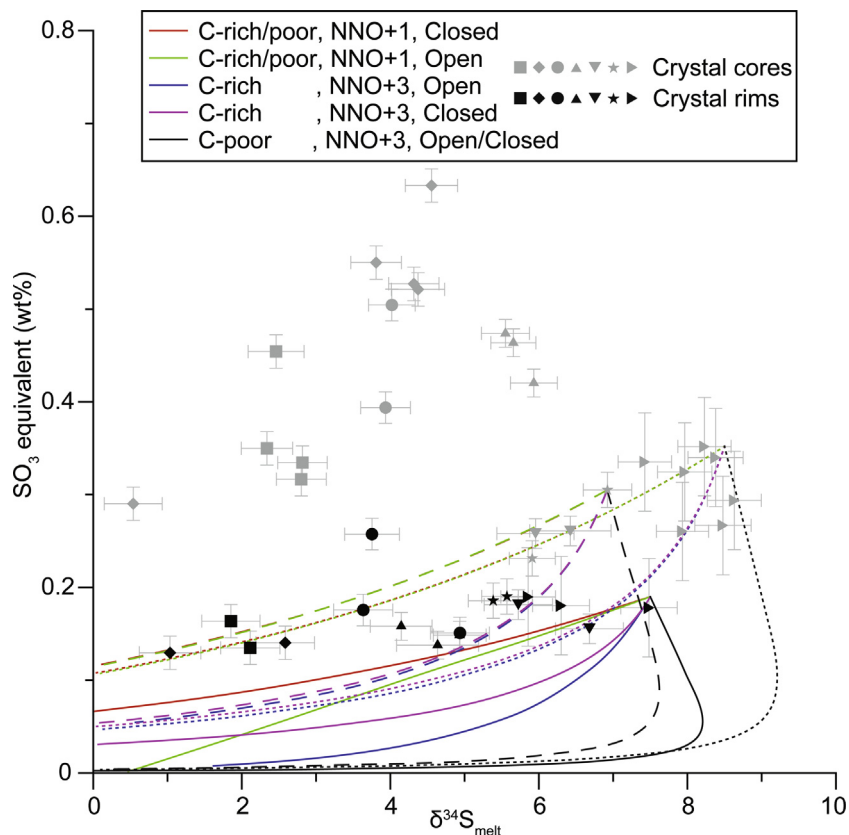 0.8
C-rich/poor, NNO+1, Closed
C-rich/poor, NNO+1, Open
C-rich , NNO+3, Open
C-rich , NNO+3, Closed
C-poor , NNO+3, Open/Closed
Crystal cores
Crystal rims
0.6
SO₃ equivalent (wt%)
0.4
0.2
0
0 2 4 6 8 10
δ³⁴S_melt